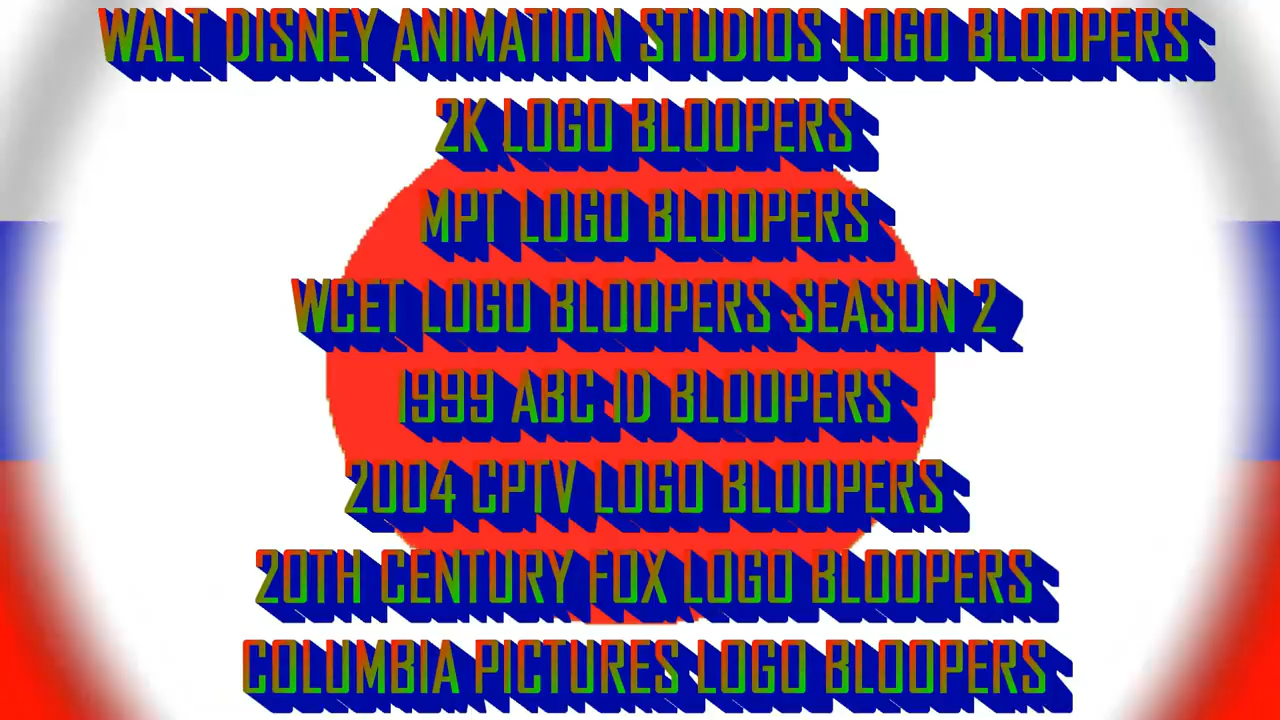 WALT DISNEY ANIMATION STUDIOS LOGO BLOOPERS
2K LOGO BLOOPERS
MPT LOGO BLOOPERS
WCET LOGO BLOOPERS SEASON 2
1999 ABC ID BLOOPERS
2004 CPTV LOGO BLOOPERS
20TH CENTURY FOX LOGO BLOOPERS
COLUMBIA PICTURES LOGO BLOOPERS